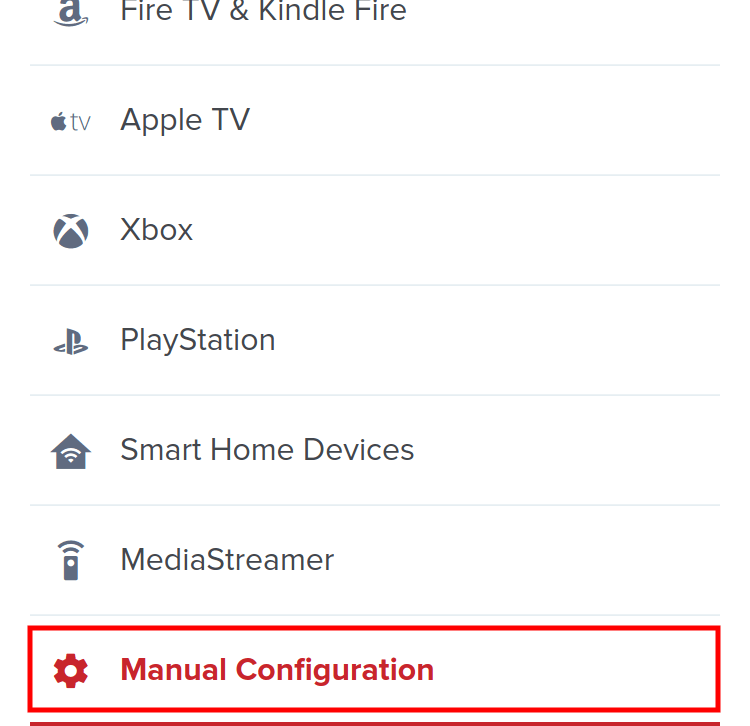 Fire TV & Kindle Fire
tv Apple TV
Xbox
PlayStation
Smart Home Devices
MediaStreamer
Manual Configuration